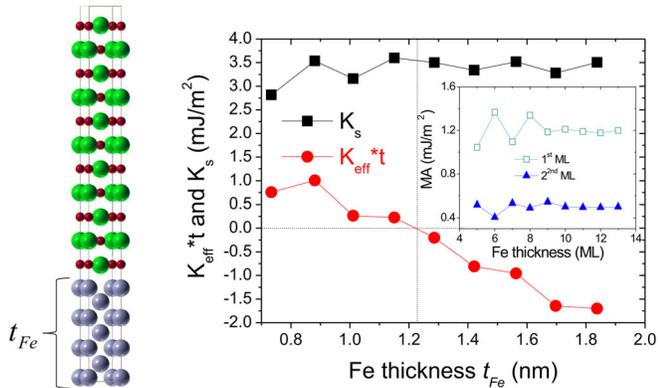 t_Fe
K_eff*t and K_s (mJ/m²)
4.0
3.5
3.0
2.5
2.0
1.5
1.0
0.5
0.0
-0.5
-1.0
-1.5
-2.0
K_s
K_eff*t
0.8 1.0 1.2 1.4 1.6 1.8 2.0
Fe thickness t_Fe (nm)
MA (mJ/m²)
1.6
1.2
0.8
0.4
1st ML
2^2nd ML
4 6 8 10 12 14
Fe thickness (ML)